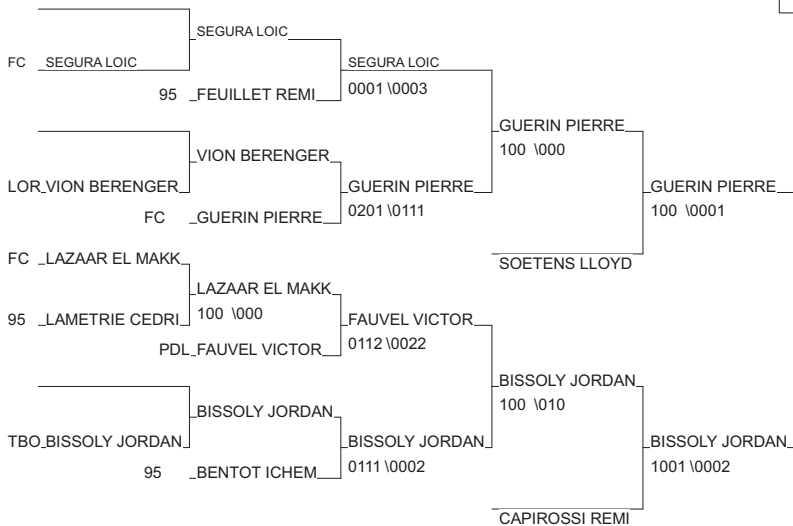 SEGURA LOIC
FC SEGURA LOIC
SEGURA LOIC
95 FEUILLET REMI
0001 \0003
GUERIN PIERRE
100 \000
VION BERENGER
LOR VION BERENGER
GUERIN PIERRE
GUERIN PIERRE
0201 \0111
100 \0001
FC GUERIN PIERRE
FC LAZAAR EL MAKK
SOETENS LLOYD
LAZAAR EL MAKK
100 \000
95 LAMETRIE CEDRI
FAUVEL VICTOR
0112 \0022
PDL FAUVEL VICTOR
BISSOLY JORDAN
100 \010
BISSOLY JORDAN
TBO BISSOLY JORDAN
BISSOLY JORDAN
BISSOLY JORDAN
0111 \0002
1001 \0002
95 BENTOT ICHEM
CAPIROSSI REMI